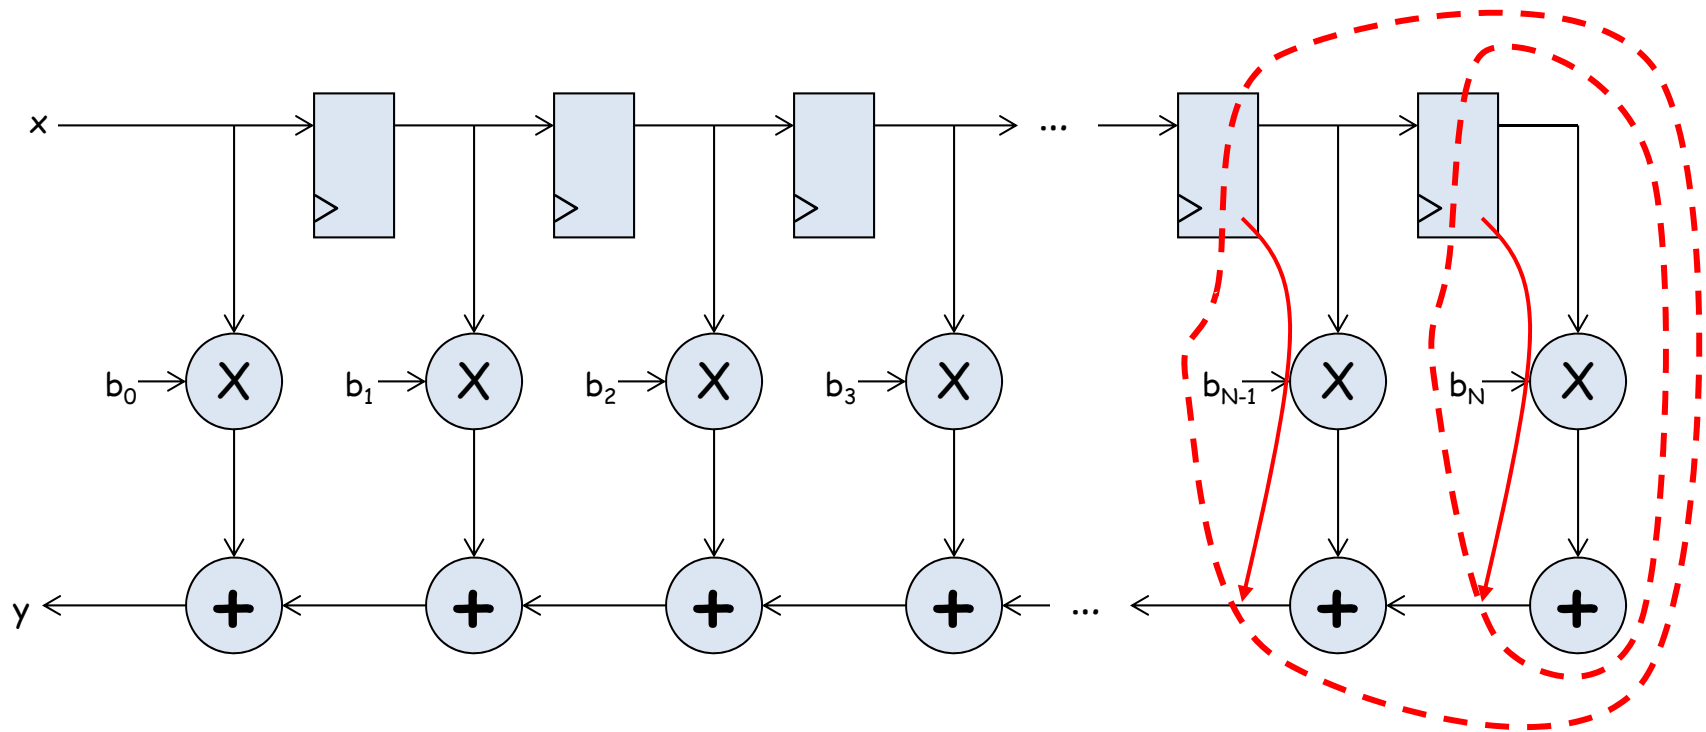 x ...
b0 X b1 X b2 X b3 X bN-1 X bN X
y + + + + ... + +